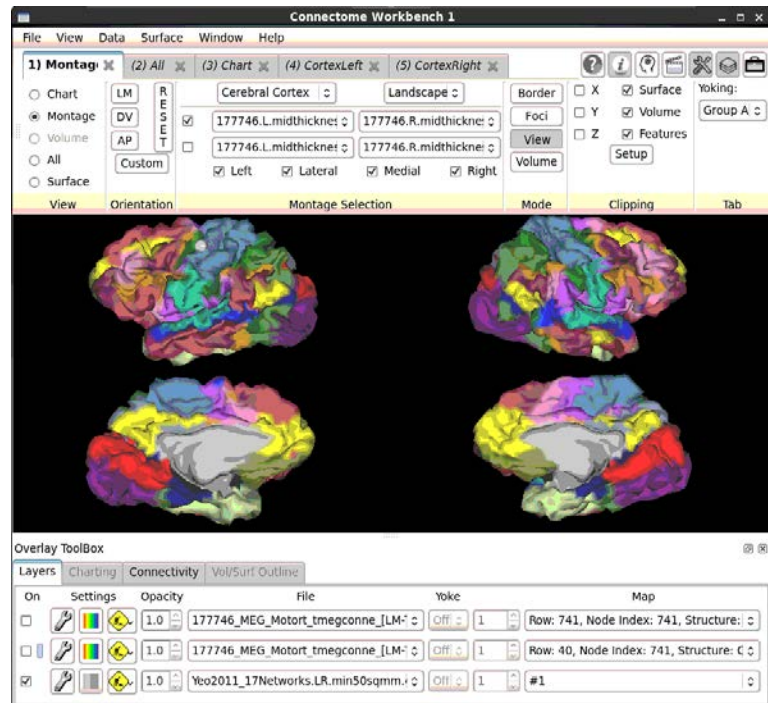 Connectome Workbench 1
File View Data Surface Window Help
1) Montag (2) All (3) Chart (4) CortexLeft (5) CortexRight
Chart
Montage
Volume
All
Surface
View
LM
DV
AP
RESET
Custom
Orientation
Cerebral Cortex Landscape
177746.L.midthicknes 177746.R.midthicknes
177746.L.midthicknes 177746.R.midthicknes
Left Lateral Medial Right
Montage Selection
Border
Foci
View
Volume
Mode
X Surface
Y Volume
Z Features
Setup
Clipping
Yoking:
Group A
Tab
Overlay ToolBox
Layers Charting Connectivity Vol/Surf Outline
On Settings Opacity File Yoke Map
1.0 177746_MEG_Motort_tmegconne_[LM- Off 1 Row: 741, Node Index: 741, Structure:
1.0 177746_MEG_Motort_tmegconne_[LM- Off 1 Row: 40, Node Index: 741, Structure: C
1.0 Yeo2011_17Networks.LR.min50sqmm. Off 1 #1